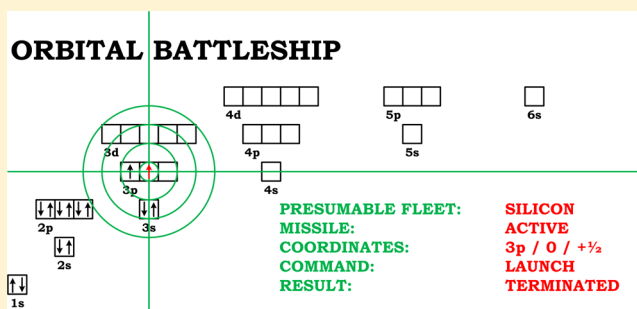 ORBITAL BATTLESHIP
4d 5p 6s
3d 4p 5s
3p 4s
2p 3s
2s
1s
PRESUMABLE FLEET: SILICON
MISSILE: ACTIVE
COORDINATES: 3p / 0 / +½
COMMAND: LAUNCH
RESULT: TERMINATED